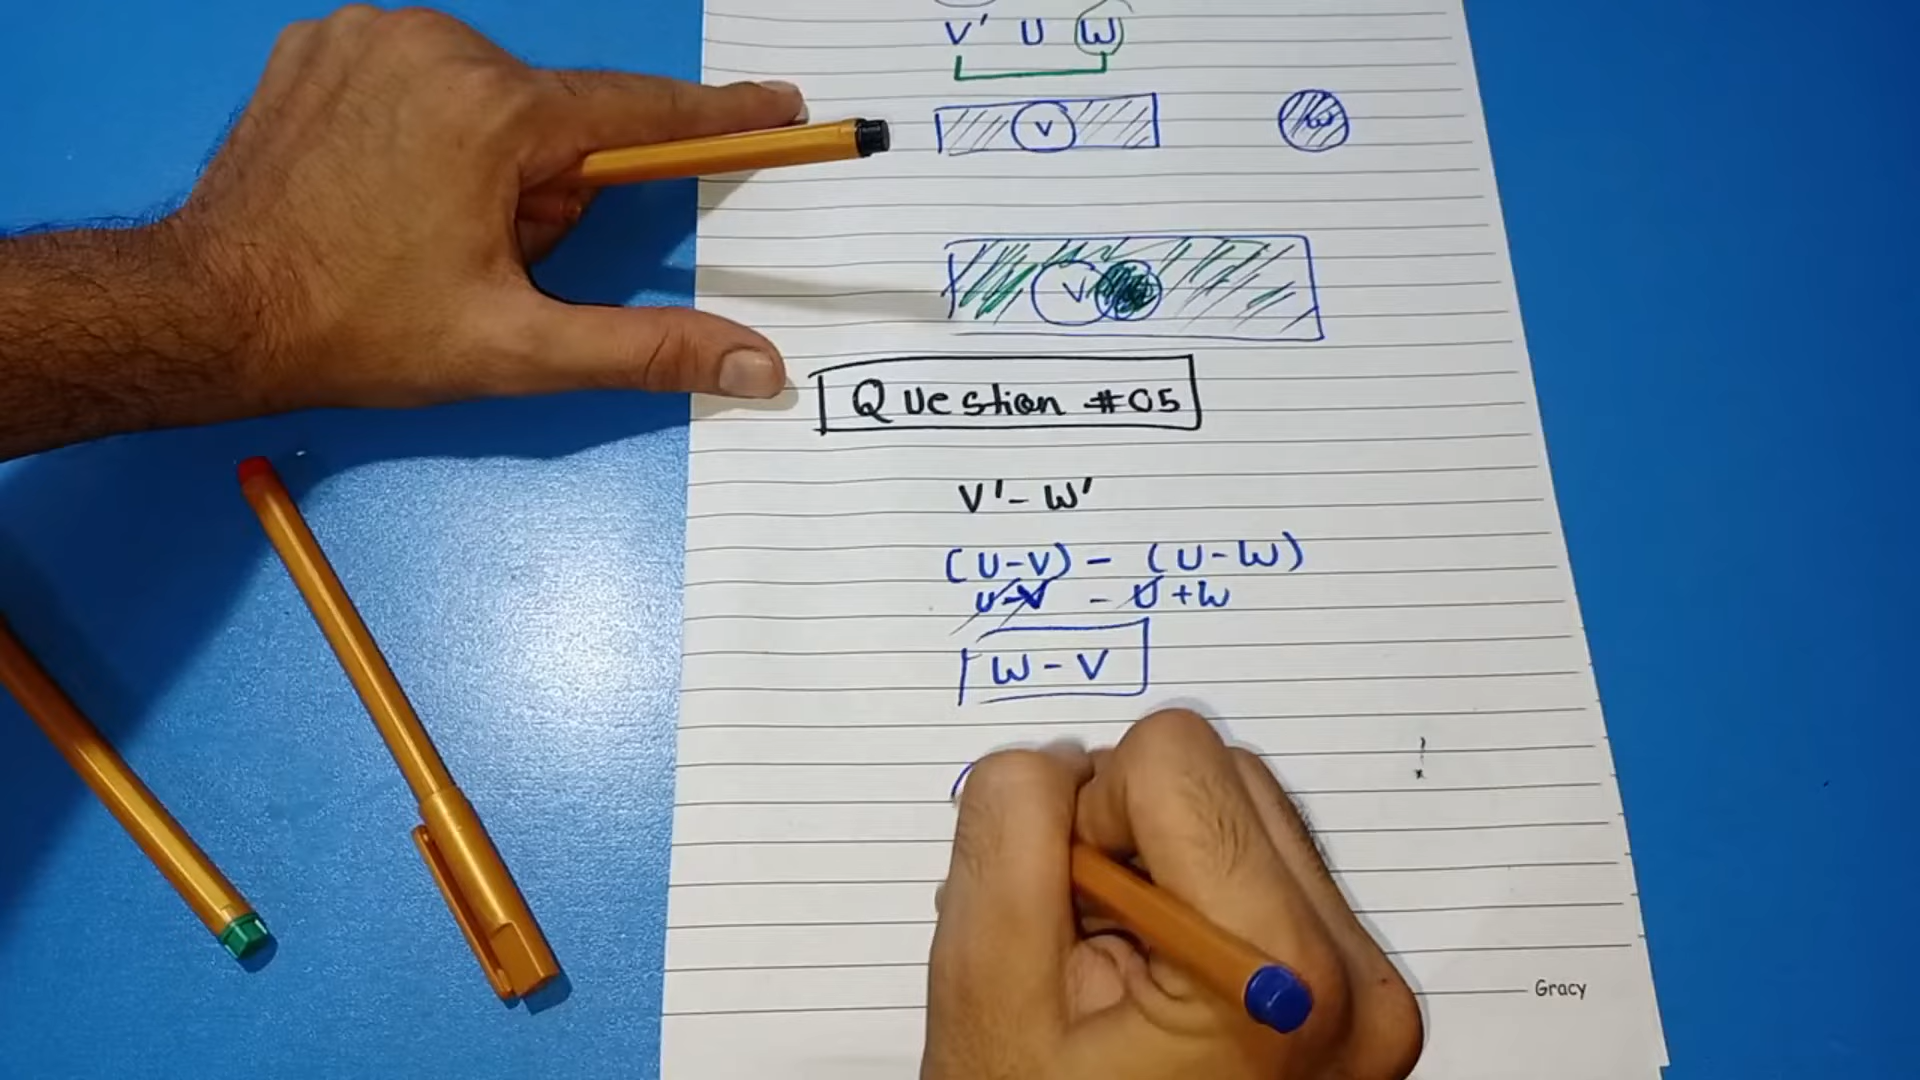 V' U W
V W
V
Question #05
V' - W'
(U-V) - (U-W)
U-V - U+W
W - V
Gracy